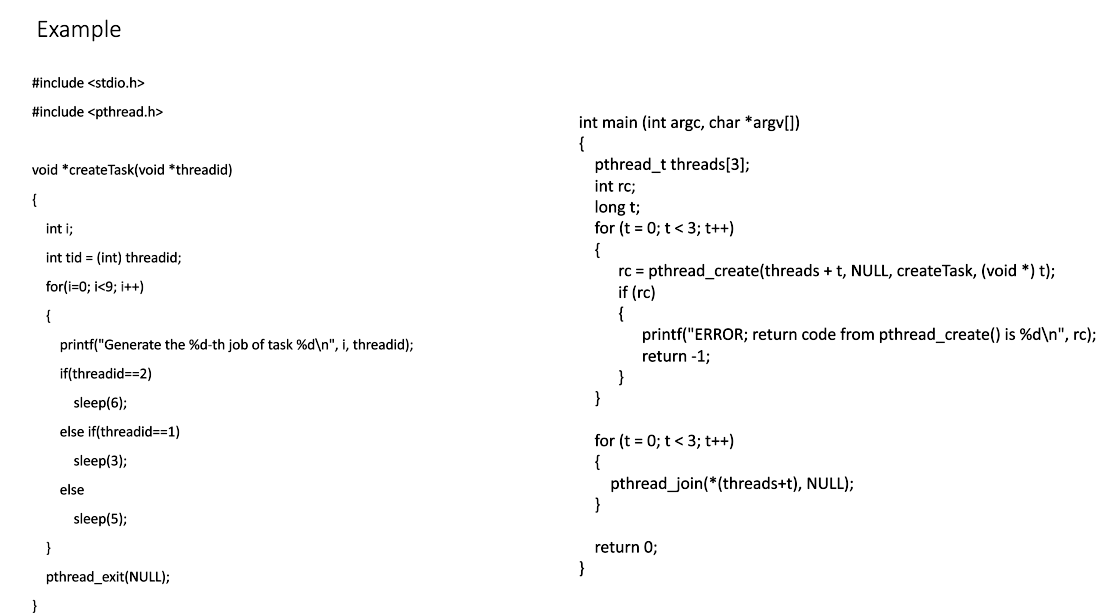 Example
#include <stdio.h>
#include <pthread.h>
void *createTask(void *threadid)
{
int i;
int tid = (int) threadid;
for(i=0; i<9; i++)
{
printf("Generate the %d-th job of task %d\n", i, threadid);
if(threadid==2)
sleep(6);
else if(threadid==1)
sleep(3);
else
sleep(5);
}
pthread_exit(NULL);
}
int main (int argc, char *argv[])
{
pthread_t threads[3];
int rc;
long t;
for (t = 0; t < 3; t++)
{
rc = pthread_create(threads + t, NULL, createTask, (void *) t);
if (rc)
{
printf("ERROR; return code from pthread_create() is %d\n", rc);
return -1;
}
}
for (t = 0; t < 3; t++)
{
pthread_join(*(threads+t), NULL);
}
return 0;
}